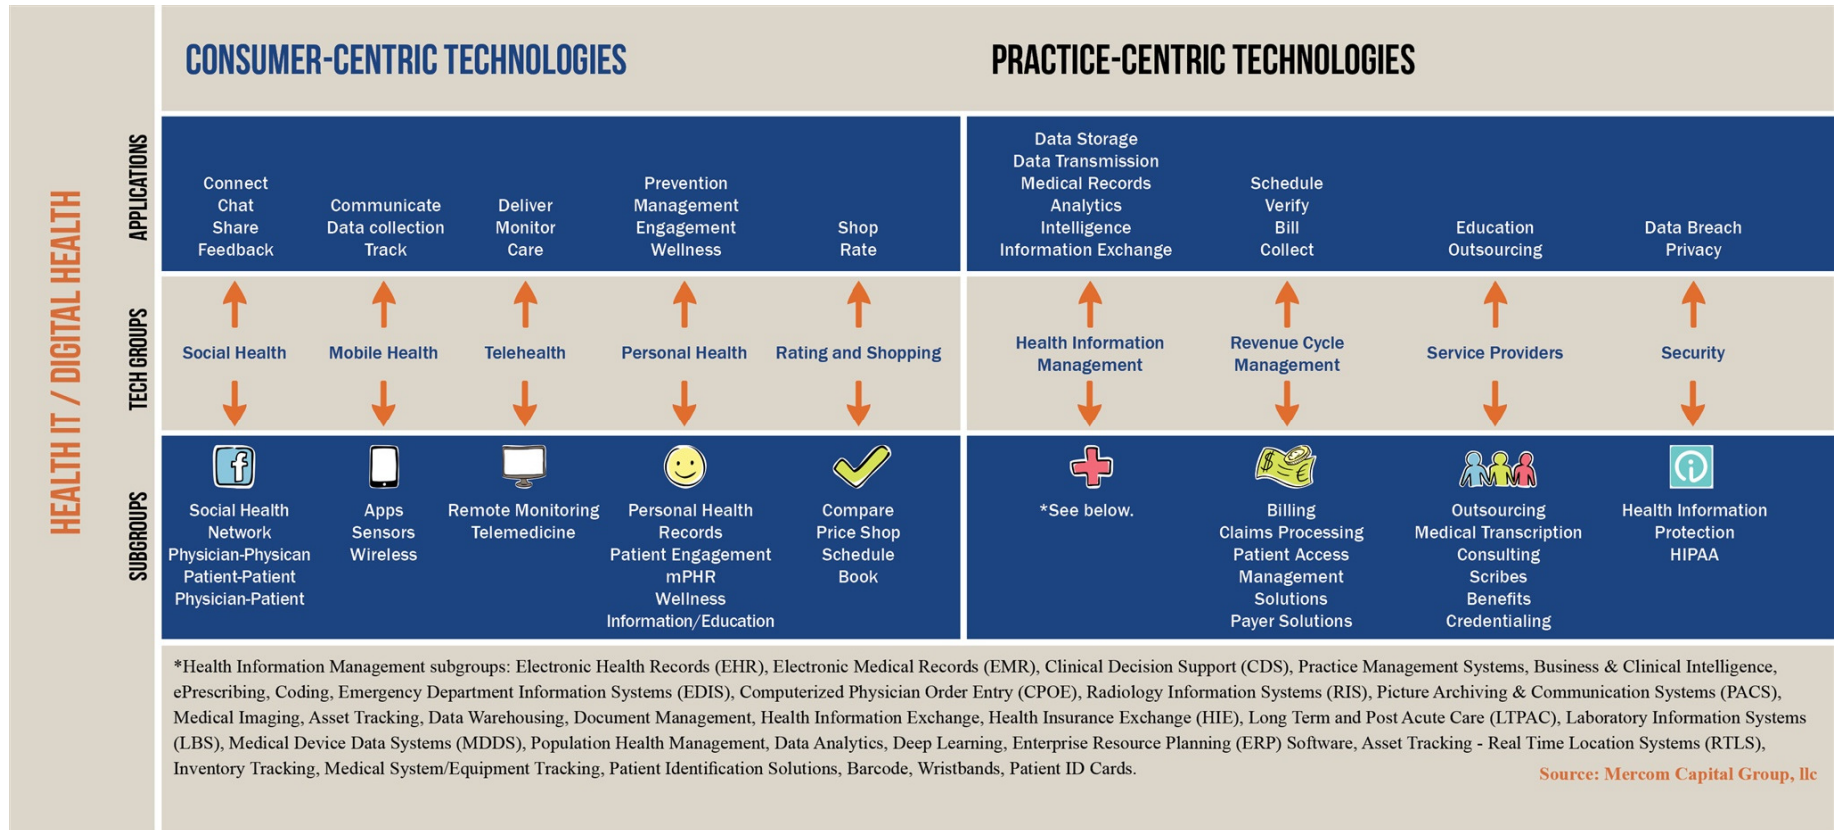 HEALTH IT / DIGITAL HEALTH
CONSUMER-CENTRIC TECHNOLOGIES
PRACTICE-CENTRIC TECHNOLOGIES
APPLICATIONS
Connect
Chat
Share
Feedback
Communicate
Data collection
Track
Deliver
Monitor
Care
Prevention
Management
Engagement
Wellness
Shop
Rate
Data Storage
Data Transmission
Medical Records
Analytics
Intelligence
Information Exchange
Schedule
Verify
Bill
Collect
Education
Outsourcing
Data Breach
Privacy
TECH GROUPS
Social Health
Mobile Health
Telehealth
Personal Health
Rating and Shopping
Health Information
Management
Revenue Cycle
Management
Service Providers
Security
SUBGROUPS
f
Social Health
Network
Physician-Physican
Patient-Patient
Physician-Patient
Apps
Sensors
Wireless
Remote Monitoring
Telemedicine
Personal Health
Records
Patient Engagement
mPHR
Wellness
Information/Education
Compare
Price Shop
Schedule
Book
*See below.
$
Billing
Claims Processing
Patient Access
Management
Solutions
Payer Solutions
Outsourcing
Medical Transcription
Consulting
Scribes
Benefits
Credentialing
i
Health Information
Protection
HIPAA
*Health Information Management subgroups: Electronic Health Records (EHR), Electronic Medical Records (EMR), Clinical Decision Support (CDS), Practice Management Systems, Business & Clinical Intelligence,
ePrescribing, Coding, Emergency Department Information Systems (EDIS), Computerized Physician Order Entry (CPOE), Radiology Information Systems (RIS), Picture Archiving & Communication Systems (PACS),
Medical Imaging, Asset Tracking, Data Warehousing, Document Management, Health Information Exchange, Health Insurance Exchange (HIE), Long Term and Post Acute Care (LTPAC), Laboratory Information Systems
(LBS), Medical Device Data Systems (MDDS), Population Health Management, Data Analytics, Deep Learning, Enterprise Resource Planning (ERP) Software, Asset Tracking - Real Time Location Systems (RTLS),
Inventory Tracking, Medical System/Equipment Tracking, Patient Identification Solutions, Barcode, Wristbands, Patient ID Cards.
Source: Mercom Capital Group, llc